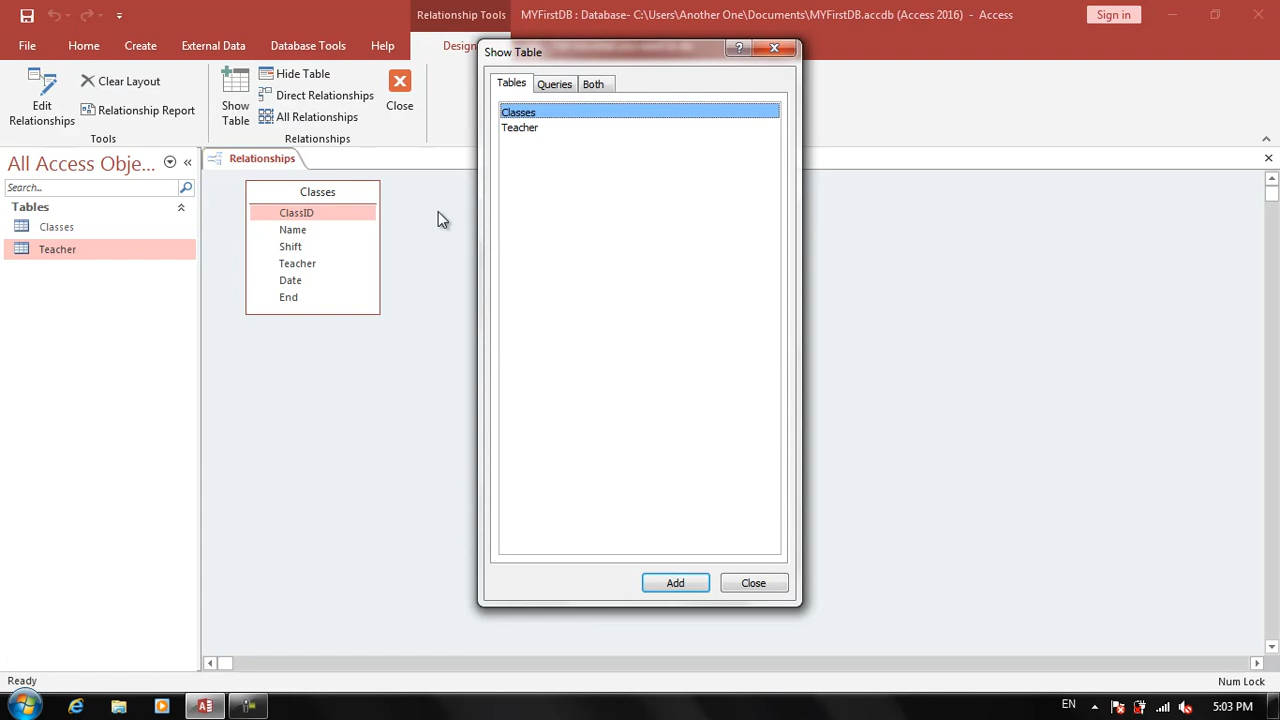 Relationship Tools
MYFirstDB : Database- C:\Users\Another One\Documents\MYFirstDB.accdb (Access 2016) - Access
Sign in
File
Home
Create
External Data
Database Tools
Help
Design
Edit Relationships
Clear Layout
Relationship Report
Tools
Show Table
Hide Table
Direct Relationships
All Relationships
Relationships
Close
All Access Obje...
Search...
Tables
Classes
Teacher
Relationships
Classes
ClassID
Name
Shift
Teacher
Date
End
Show Table
Tables
Queries
Both
Classes
Teacher
Add
Close
Ready
Num Lock
EN
5:03 PM